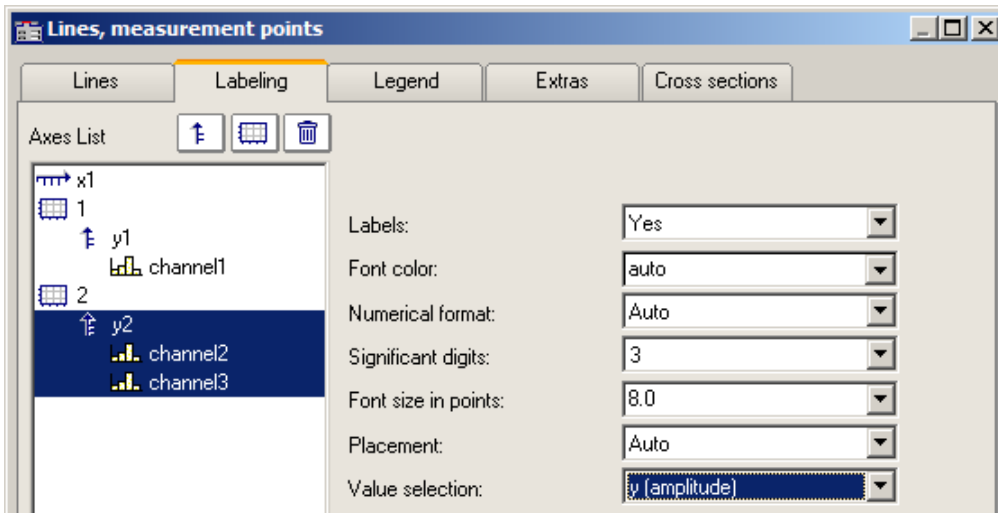 Lines, measurement points
Lines Labeling Legend Extras Cross sections
Axes List
x1
1
y1
channel1
2
y2
channel2
channel3
Labels: Yes
Font color: auto
Numerical format: Auto
Significant digits: 3
Font size in points: 8.0
Placement: Auto
Value selection: y (amplitude)